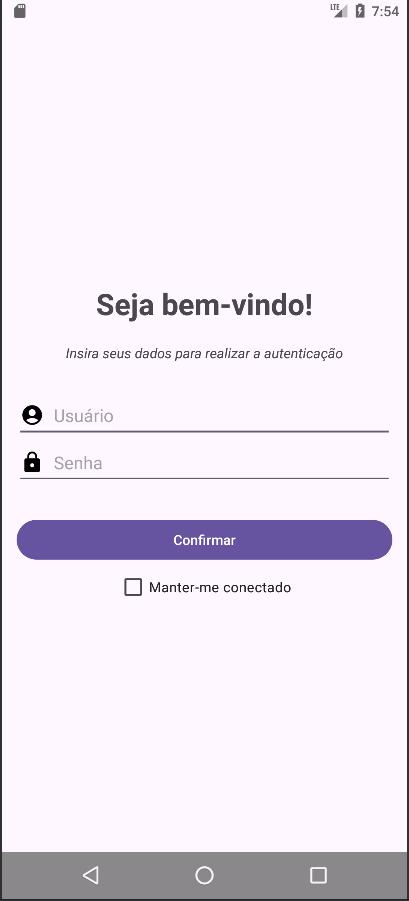 LTE 7:54
Seja bem-vindo!
Insira seus dados para realizar a autenticação
Usuário
Senha
Confirmar
Manter-me conectado